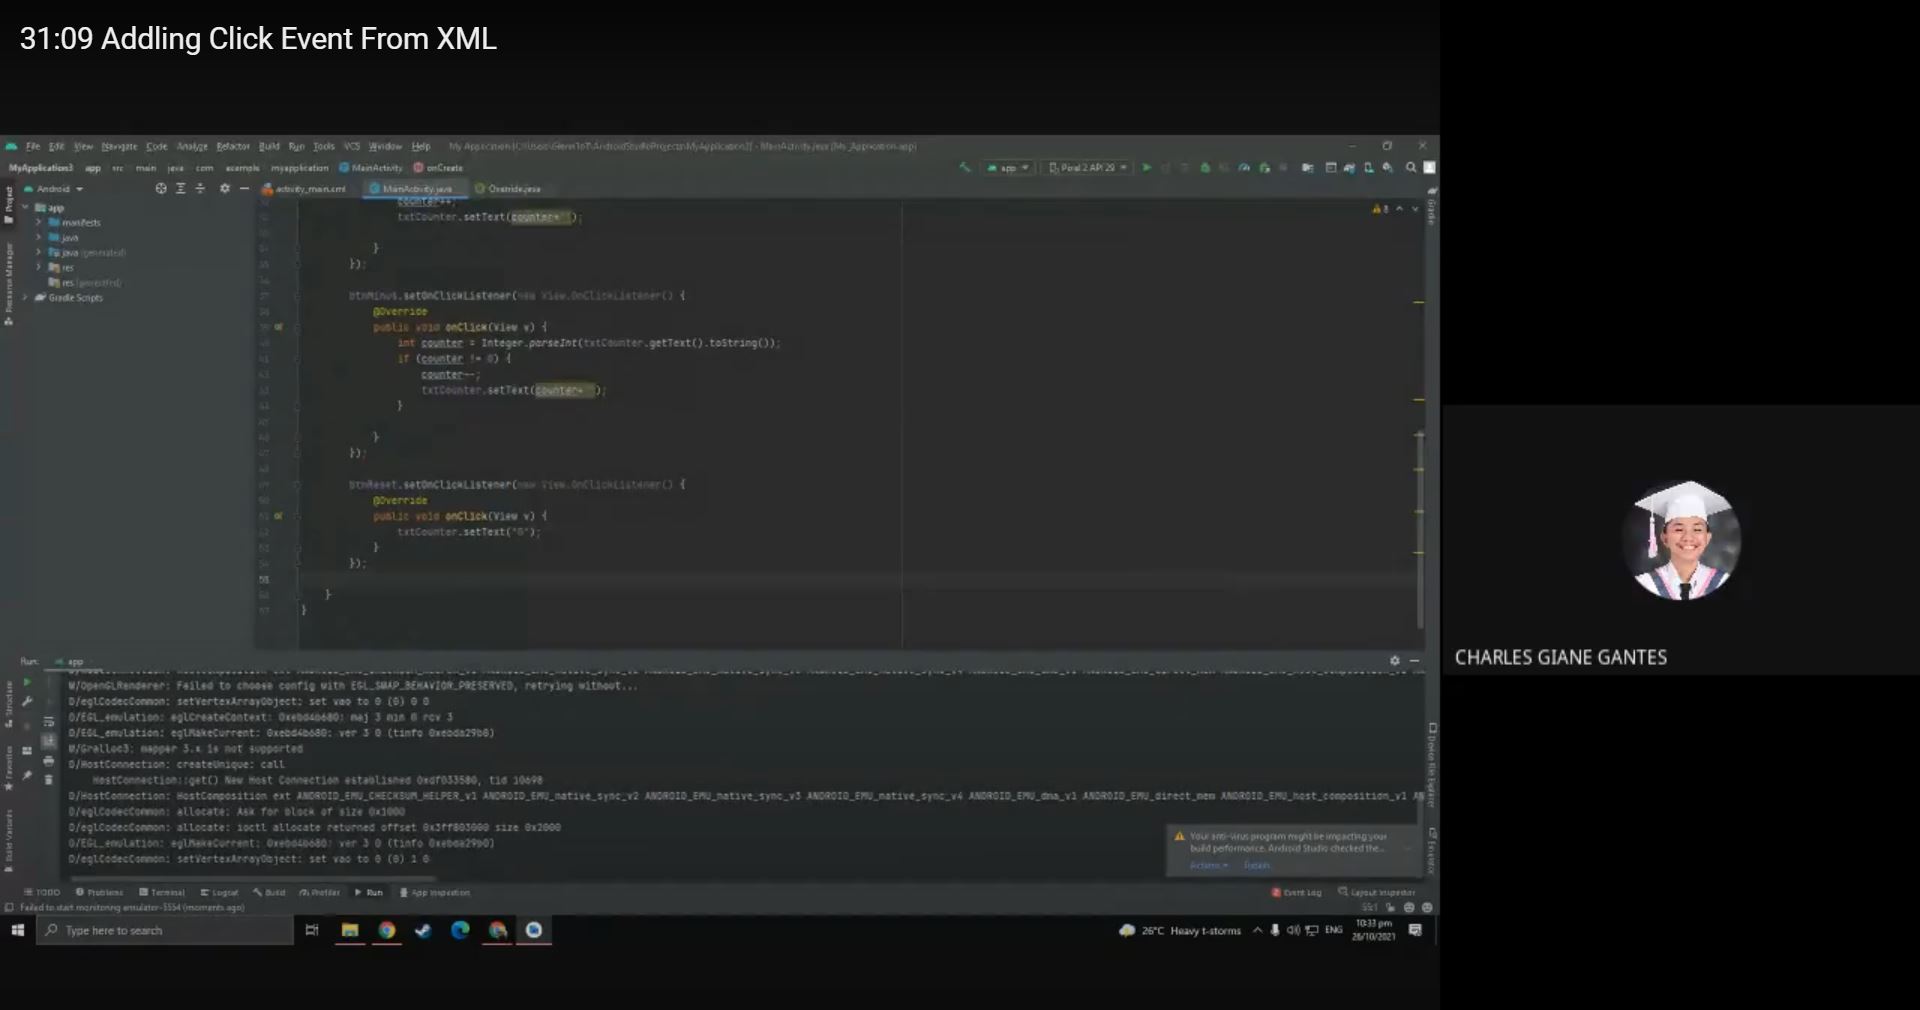 31:09 Addling Click Event From XML
File Edit View Navigate Code Analyze Refactor Build Run Tools VCS Window Help
MyApplication3 app src main java com example myapplication MainActivity onCreate
app Pixel 2 API 29
Android
activity_main.xml MainActivity.java Override.java
app
manifests
java
java (generated)
res
res (generated)
Gradle Scripts
counter++;
txtCounter.setText(
}
});
btnMinus.setOnClickListener(new View.OnClickListener() {
@Override
public void onClick(View v) {
int counter = Integer.parseInt(txtCounter.getText().toString());
if (counter != 0) {
counter--;
txtCounter.setText(
}
}
});
btnReset.setOnClickListener(new View.OnClickListener() {
@Override
public void onClick(View v) {
txtCounter.setText("0");
}
});
}
}
Run: app
W/OpenGLRenderer: Failed to choose config with EGL_SWAP_BEHAVIOR_PRESERVED, retrying without...
D/eglCodecCommon: setVertexArrayObject: set vao to 0 (0) 0 0
D/EGL_emulation: eglCreateContext: 0xebd4b680: maj 3 min 0 rcv 3
D/EGL_emulation: eglMakeCurrent: 0xebd4b680: ver 3 0 (tinfo
W/Gralloc3: mapper 3.x is not supported
D/HostConnection: createUnique: call
HostConnection::get() New Host Connection established 0xdf033580, tid 10698
D/HostConnection: HostComposition ext ANDROID_EMU_CHECKSUM_HELPER_v1 ANDROID_EMU_native_sync_v2 ANDROID_EMU_native_sync_v3 ANDROID_EMU_native_sync_v4 ANDROID_EMU_dma_v1 ANDROID_EMU_direct_mem ANDROID_EMU_host_composition_v1
D/eglCodecCommon: allocate: Ask for block of size 0x1000
D/eglCodecCommon: allocate: ioctl allocate returned offset 0x3ff803000 size 0x2000
D/EGL_emulation: eglMakeCurrent: 0xebd4b680: ver 3 0 (tinfo
D/eglCodecCommon: setVertexArrayObject: set vao to 0 (0) 1 0
Your anti-virus program might be impacting your
build performance. Android Studio checked the...
TODO Problems Terminal Logcat Build Profiler Run App Inspection
Event Log Layout Inspector
Failed to start monitoring emulator-5554 (moments ago)
55:1
Type here to search
26°C Heavy t-storms
ENG
10:33 pm
26/10/2021
CHARLES GIANE GANTES